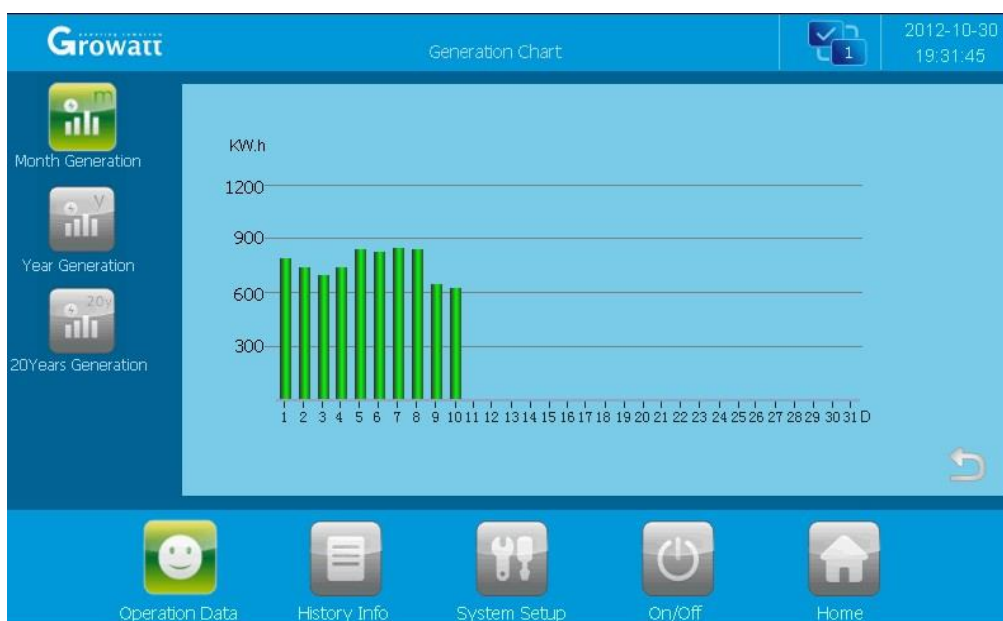 Growatt
Generation Chart
1
2012-10-30
19:31:45
m
Month Generation
Y
Year Generation
20y
20Years Generation
KW.h
1200
900
600
300
1 2 3 4 5 6 7 8 9 10 11 12 13 14 15 16 17 18 19 20 21 22 23 24 25 26 27 28 29 30 31 D
Operation Data
History Info
System Setup
On/Off
Home